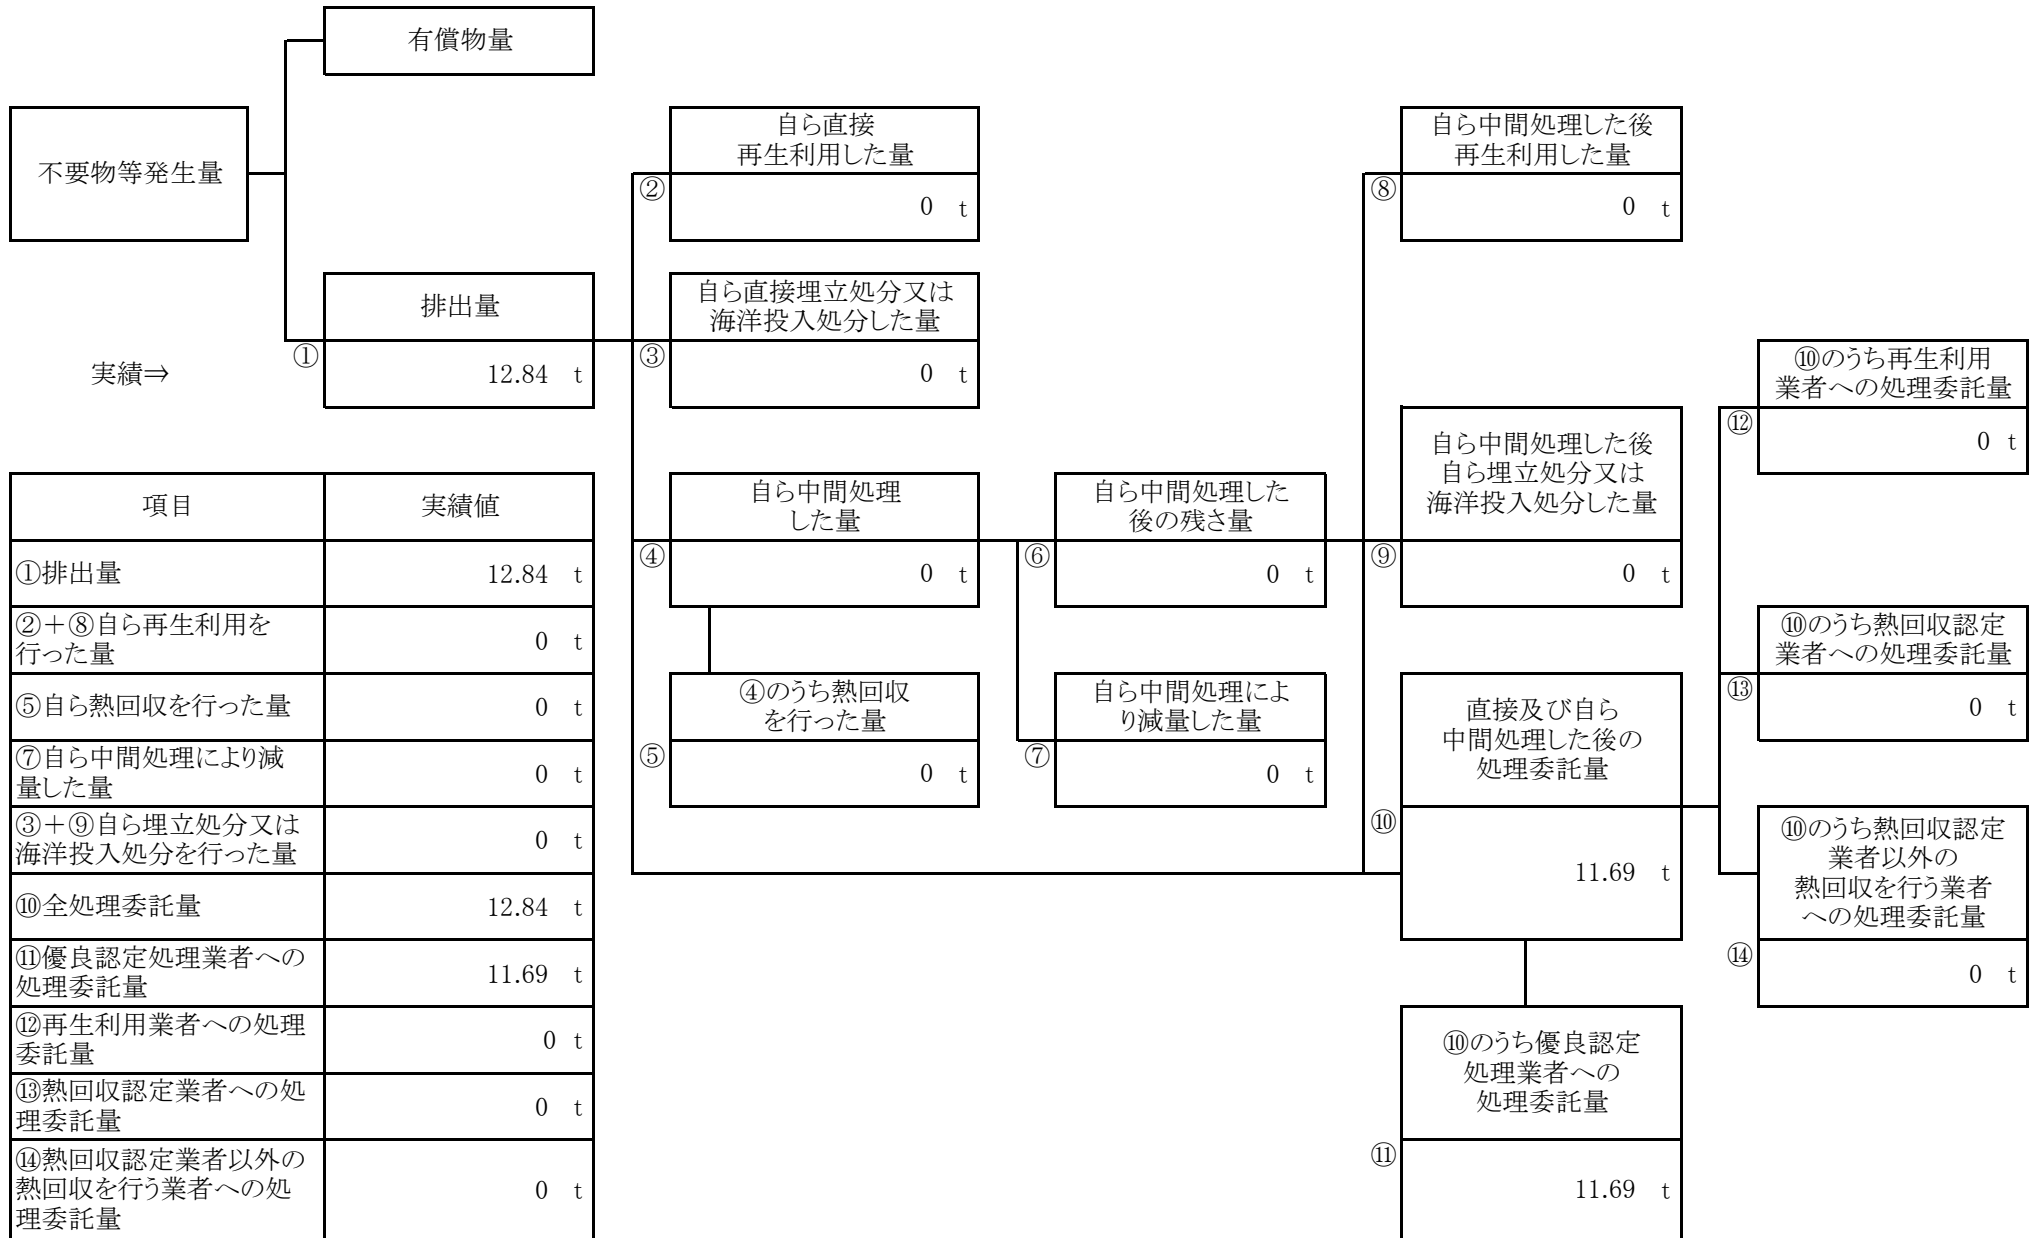 有償物量
不要物等発生量
自ら直接
再生利用した量
②
0 t
自ら中間処理した後
再生利用した量
⑧
0 t
排出量
①
12.84 t
実績⇒
自ら直接埋立処分又は
海洋投入処分した量
③
0 t
⑩のうち再生利用
業者への処理委託量
⑫
0 t
自ら中間処理
した量
④
0 t
自ら中間処理した
後の残さ量
⑥
0 t
自ら中間処理した後
自ら埋立処分又は
海洋投入処分した量
⑨
0 t
⑩のうち熱回収認定
業者への処理委託量
⑬
0 t
④のうち熱回収
を行った量
⑤
0 t
自ら中間処理によ
り減量した量
⑦
0 t
直接及び自ら
中間処理した後の
処理委託量
⑩
11.69 t
⑩のうち熱回収認定
業者以外の
熱回収を行う業者
への処理委託量
⑭
0 t
⑩のうち優良認定
処理業者への
処理委託量
⑪
11.69 t
項目 実績値
①排出量 12.84 t
②+⑧自ら再生利用を
行った量 0 t
⑤自ら熱回収を行った量 0 t
⑦自ら中間処理により減
量した量 0 t
③+⑨自ら埋立処分又は
海洋投入処分を行った量 0 t
⑩全処理委託量 12.84 t
⑪優良認定処理業者への
処理委託量 11.69 t
⑫再生利用業者への処理
委託量 0 t
⑬熱回収認定業者への処
理委託量 0 t
⑭熱回収認定業者以外の
熱回収を行う業者への処
理委託量 0 t